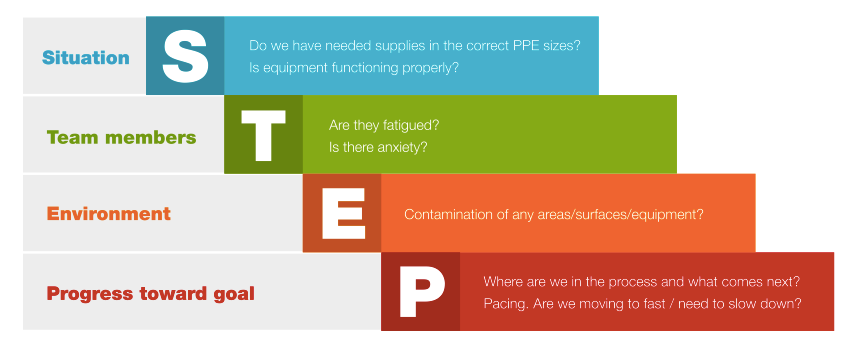 Situation
S
Do we have needed supplies in the correct PPE sizes?
Is equipment functioning properly?
Team members
T
Are they fatigued?
Is there anxiety?
Environment
E
Contamination of any areas/surfaces/equipment?
Progress toward goal
P
Where are we in the process and what comes next?
Pacing. Are we moving to fast / need to slow down?